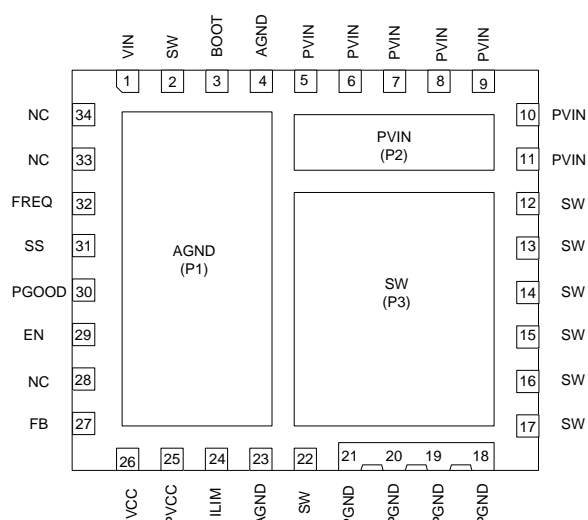 VIN SW BOOT AGND PVIN PVIN PVIN PVIN PVIN
1 2 3 4 5 6 7 8 9
NC 34
NC 33
FREQ 32
SS 31
PGOOD 30
EN 29
NC 28
FB 27
AGND
(P1)
PVIN
(P2)
SW
(P3)
10 PVIN
11 PVIN
12 SW
13 SW
14 SW
15 SW
16 SW
17 SW
26 25 24 23 22 21 20 19 18
VCC PVCC ILIM AGND SW PGND PGND PGND PGND